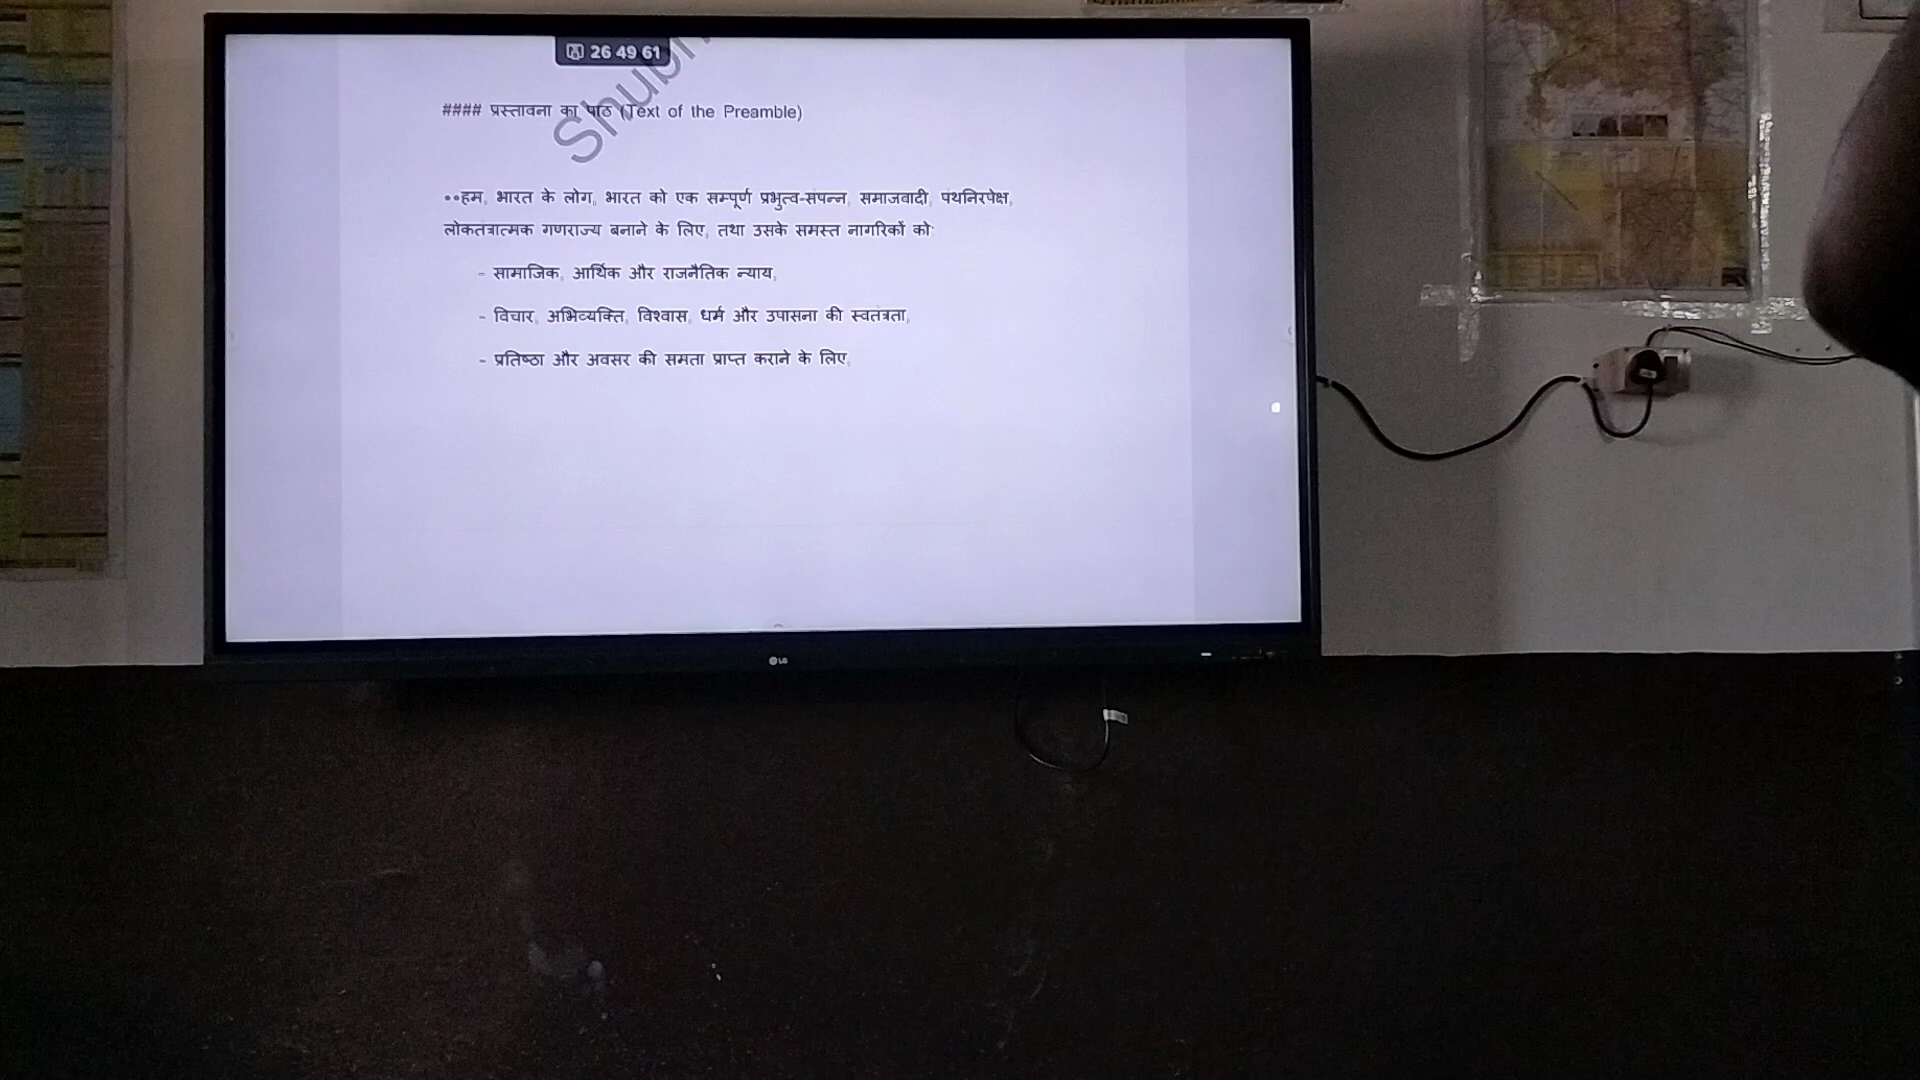 26 49 61
#### प्रस्तावना का पाठ (Text of the Preamble)
**हम, भारत के लोग, भारत को एक सम्पूर्ण प्रभुत्व-संपन्न, समाजवादी, पंथनिरपेक्ष,
लोकतंत्रात्मक गणराज्य बनाने के लिए, तथा उसके समस्त नागरिकों को:
- सामाजिक, आर्थिक और राजनैतिक न्याय,
- विचार, अभिव्यक्ति, विश्वास, धर्म और उपासना की स्वतंत्रता,
- प्रतिष्ठा और अवसर की समता प्राप्त कराने के लिए,
LG